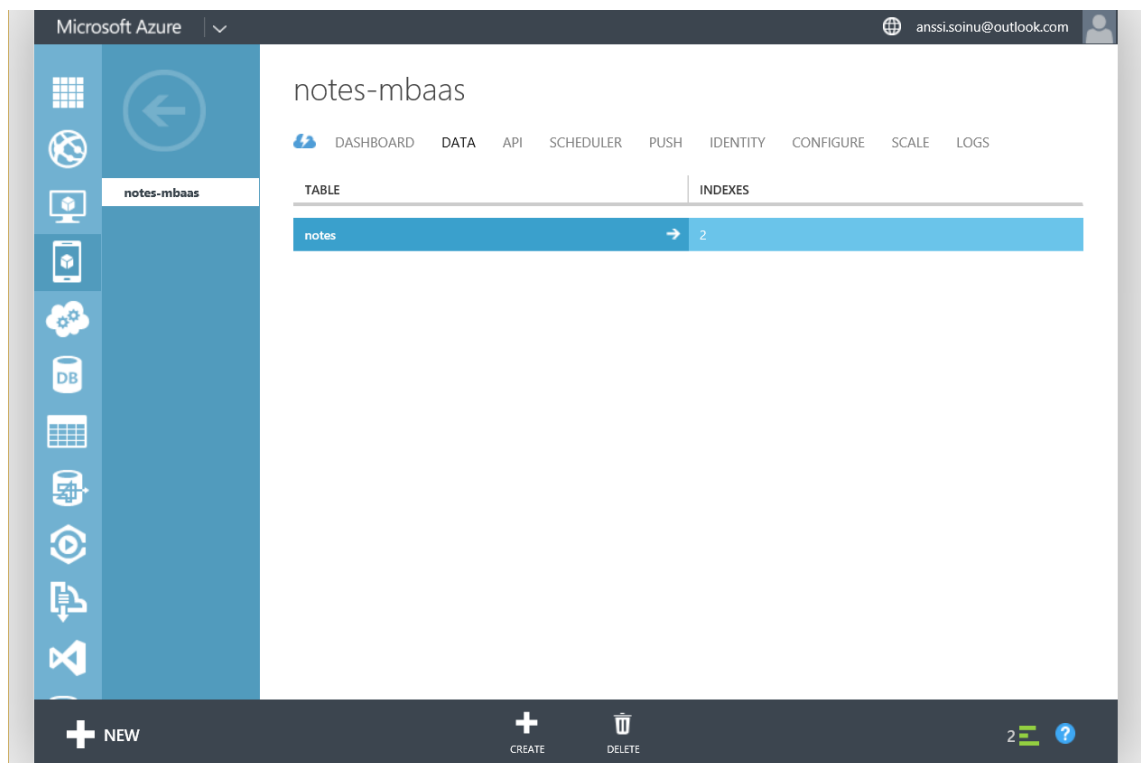 Microsoft Azure
anssi.soinu@outlook.com
notes-mbaas
DASHBOARD DATA API SCHEDULER PUSH IDENTITY CONFIGURE SCALE LOGS
notes-mbaas
TABLE INDEXES
notes 2
DB
NEW
CREATE
DELETE
2
?